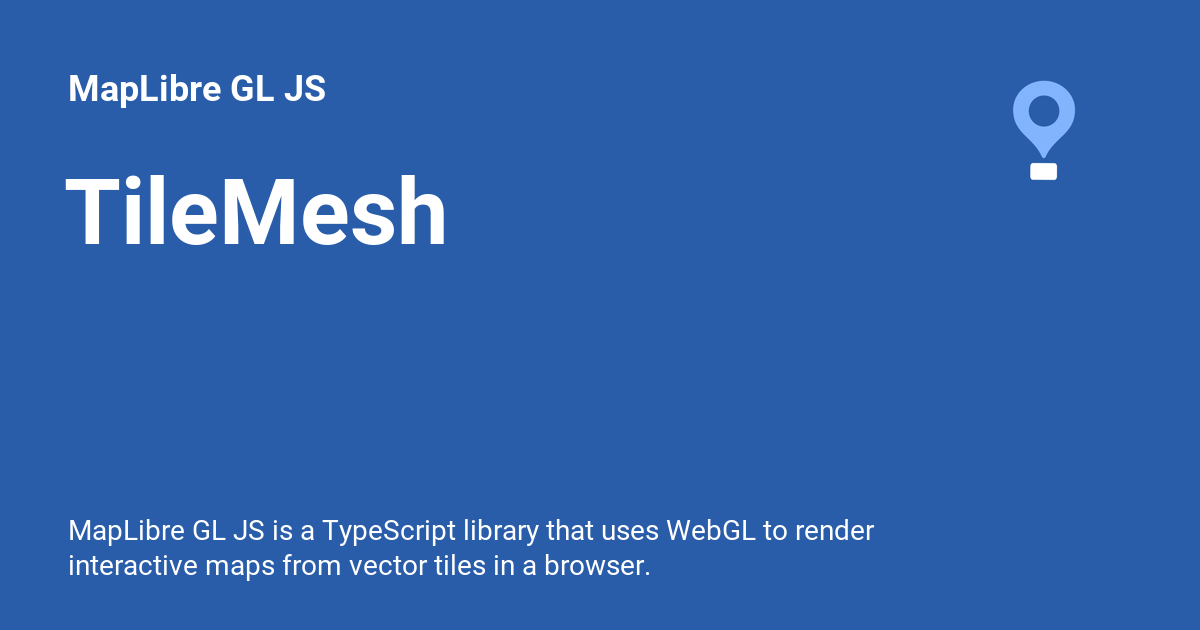 MapLibre GL JS
TileMesh
MapLibre GL JS is a TypeScript library that uses WebGL to render
interactive maps from vector tiles in a browser.